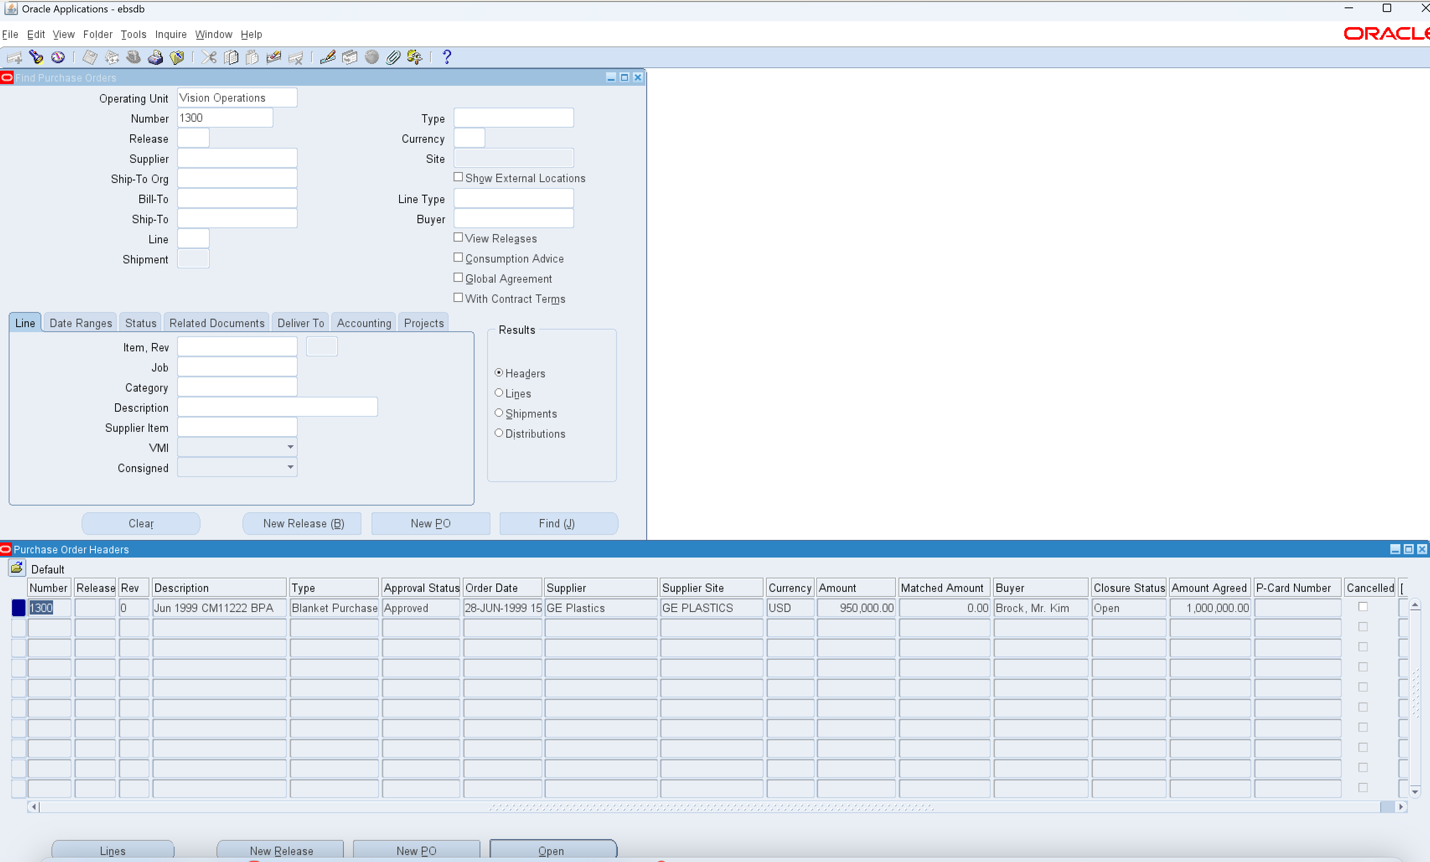 Oracle Applications - ebsdb
File Edit View Folder Tools Inquire Window Help
ORACLE
Find Purchase Orders
Operating Unit Vision Operations
Number 1300 Type
Release Currency
Supplier Site
Ship-To Org Show External Locations
Bill-To Line Type
Ship-To Buyer
Line View Releases
Shipment Consumption Advice
Global Agreement
With Contract Terms
Line Date Ranges Status Related Documents Deliver To Accounting Projects
Results
Item, Rev
Job
Category
Description
Supplier Item
VMI
Consigned
Headers
Lines
Shipments
Distributions
Clear New Release (B) New PO Find (J)
Purchase Order Headers
Default
Number Release Rev Description Type Approval Status Order Date Supplier Supplier Site Currency Amount Matched Amount Buyer Closure Status Amount Agreed P-Card Number Cancelled [
1300 0 Jun 1999 CM11222 BPA Blanket Purchase Approved 28-JUN-1999 15 GE Plastics GE PLASTICS USD 950,000.00 0.00 Brock, Mr. Kim Open 1,000,000.00
Lines New Release New PO Open